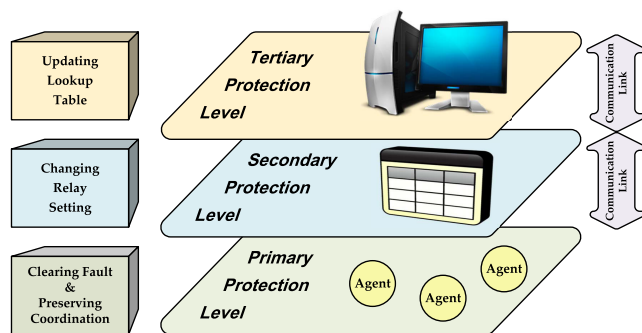 Updating
Lookup
Table
Tertiary
Protection
Level
Communication
Link
Changing
Relay
Setting
Secondary
Protection
Level
Communication
Link
Clearing Fault
&
Preserving
Coordination
Primary
Protection
Level
Agent
Agent
Agent